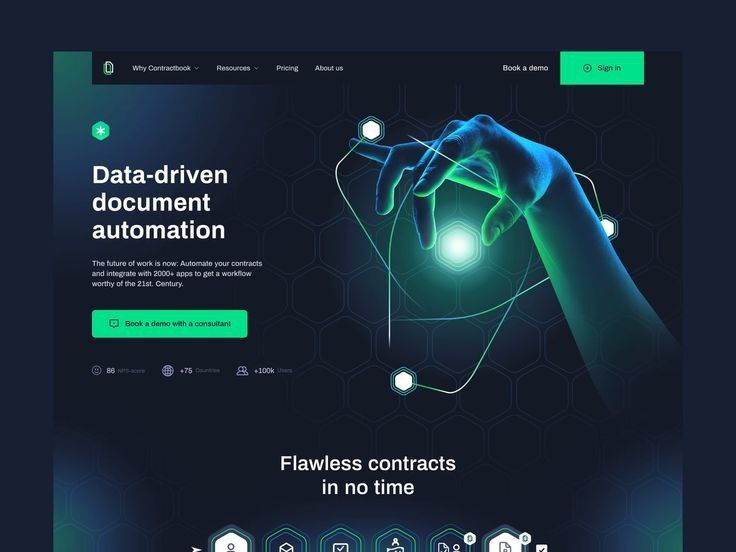 Why Contractbook
Resources
Pricing
About us
Book a demo
Sign in
Data-driven
document
automation
The future of work is now: Automate your contracts
and integrate with 2000+ apps to get a workflow
worthy of the 21st. Century.
Book a demo with a consultant
86 NPS-score
+75 Countries
+100k Users
Flawless contracts
in no time